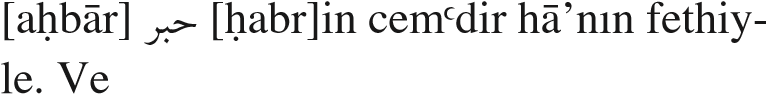 [aḥbār] حبر [ḥabr]in cemᶜdir hā’nın fethiy-
le. Ve